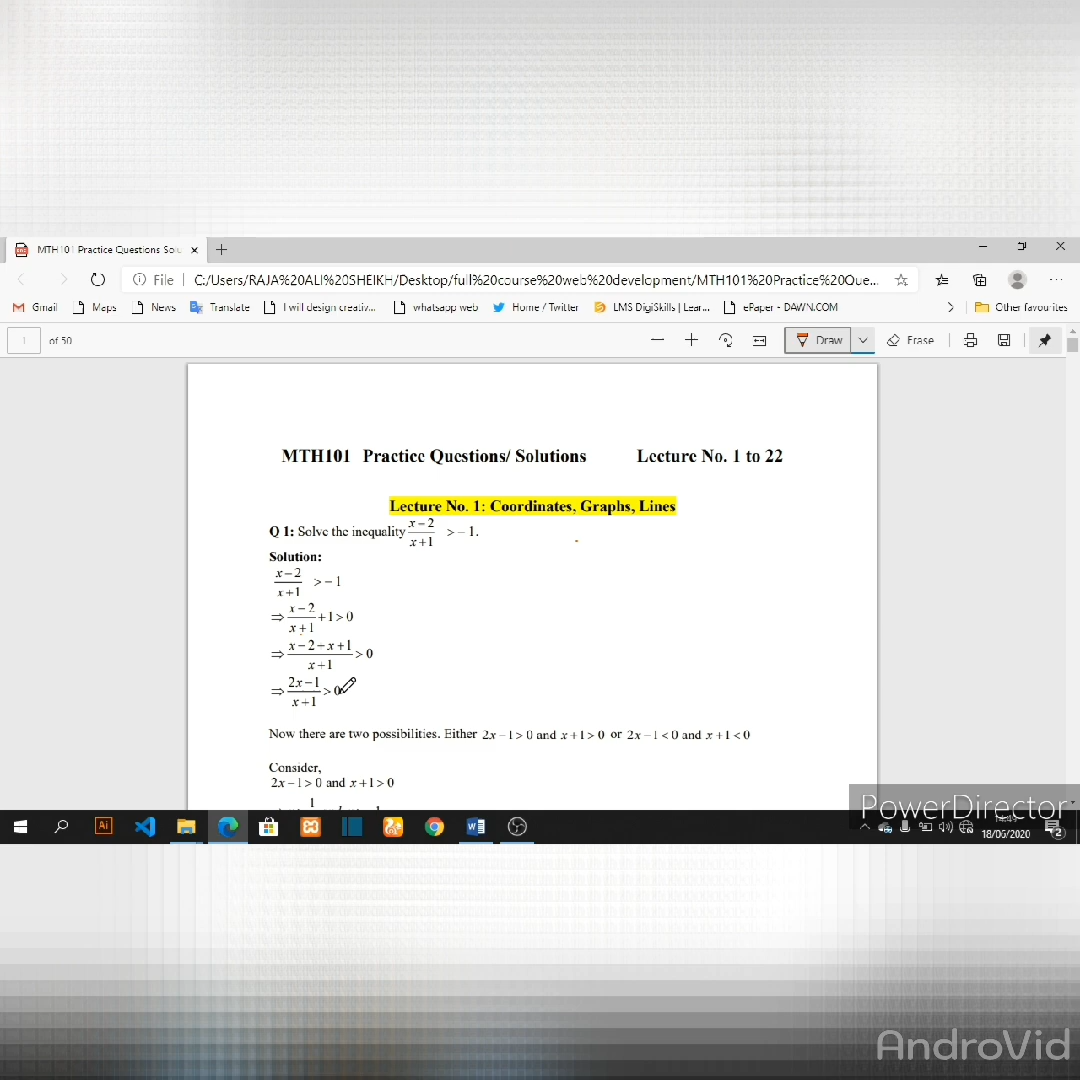 MTH101 Practice Questions Solu
File | C:/Users/RAJA%20ALI%20SHEIKH/Desktop/full%20course%20web%20development/MTH101%20Practice%20Que...
Gmail Maps News Translate I will design creativ... whatsapp web Home / Twitter LMS DigiSkills | Lear... ePaper - DAWN.COM Other favourites
1 of 50 Draw Erase
MTH101 Practice Questions/ Solutions Lecture No. 1 to 22
Lecture No. 1: Coordinates, Graphs, Lines
Q 1: Solve the inequality (x−2)/(x+1) > −1.
Solution:
(x−2)/(x+1) > −1
⇒ (x−2)/(x+1) +1 > 0
⇒ (x−2+x+1)/(x+1) > 0
⇒ (2x−1)/(x+1) > 0
Now there are two possibilities. Either 2x−1>0 and x+1>0 or 2x−1<0 and x+1<0
Consider,
2x−1>0 and x+1>0
PowerDirector
18/06/2020
AndroVid